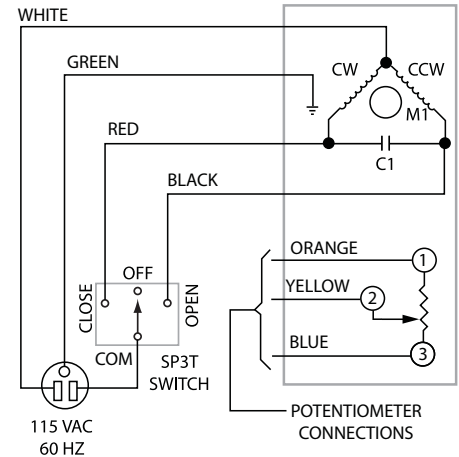 WHITE
GREEN
CW
CCW
M1
RED
C1
BLACK
ORANGE
1
OFF
YELLOW
2
CLOSE
OPEN
BLUE
3
COM
SP3T
SWITCH
115 VAC
60 HZ
POTENTIOMETER
CONNECTIONS